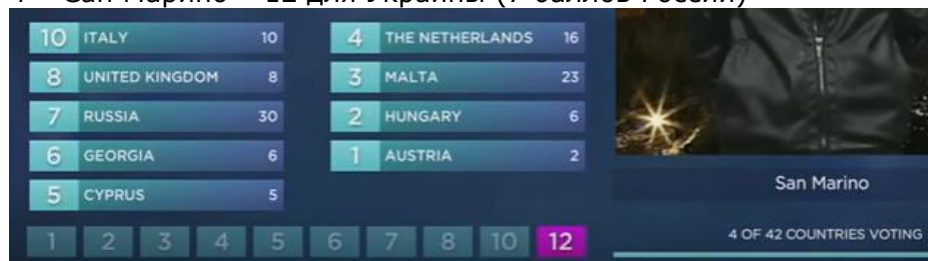 10 ITALY 10
8 UNITED KINGDOM 8
7 RUSSIA 30
6 GEORGIA 6
5 CYPRUS 5
4 THE NETHERLANDS 16
3 MALTA 23
2 HUNGARY 6
1 AUSTRIA 2
San Marino
4 OF 42 COUNTRIES VOTING
1 2 3 4 5 6 7 8 10 12